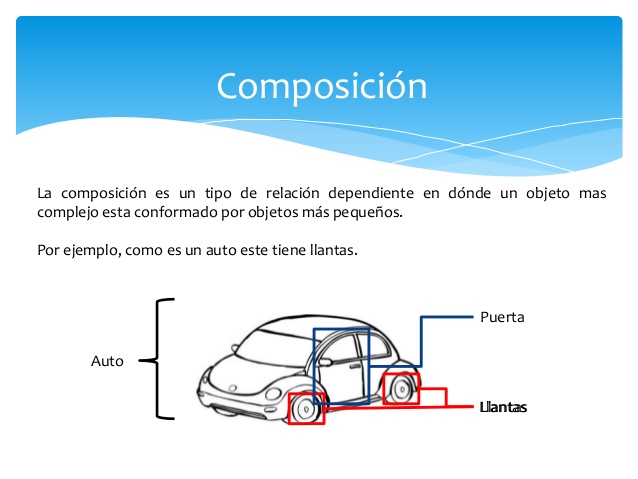 Composición
La composición es un tipo de relación dependiente en dónde un objeto mas
complejo esta conformado por objetos más pequeños.
Por ejemplo, como es un auto este tiene llantas.
Puerta
Auto
Llantas